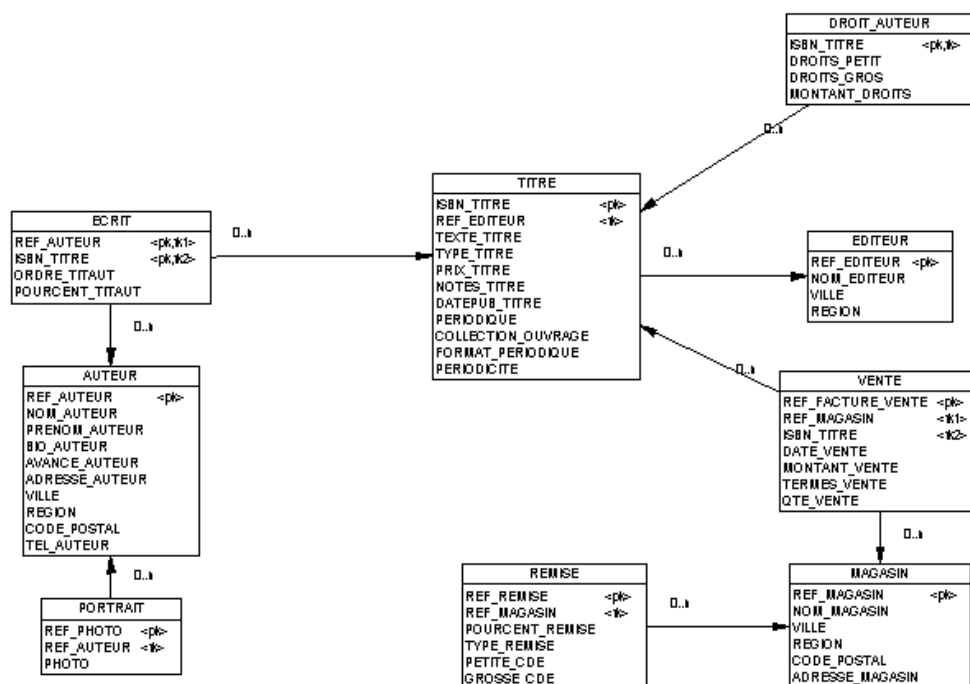 DROIT_AUTEUR
ISBN_TITRE <pk,fk>
DROITS_PETIT
DROITS_GROS
MONTANT_DROITS
0..n
TITRE
ISBN_TITRE <pk>
REF_EDITEUR <fk>
TEXTE_TITRE
TYPE_TITRE
PRIX_TITRE
NOTES_TITRE
DATEPUB_TITRE
PERIODIQUE
COLLECTION_OUVRAGE
FORMAT_PERIODIQUE
PERIODICITE
ECRIT
REF_AUTEUR <pk,fk1>
ISBN_TITRE <pk,fk2>
ORDRE_TITAUT
POURCENT_TITAUT
0..n
0..n
EDITEUR
REF_EDITEUR <pk>
NOM_EDITEUR
VILLE
REGION
0..n
0..n
AUTEUR
REF_AUTEUR <pk>
NOM_AUTEUR
PRENOM_AUTEUR
BIO_AUTEUR
AVANCE_AUTEUR
ADRESSE_AUTEUR
VILLE
REGION
CODE_POSTAL
TEL_AUTEUR
VENTE
REF_FACTURE_VENTE <pk>
REF_MAGASIN <fk1>
ISBN_TITRE <fk2>
DATE_VENTE
MONTANT_VENTE
TERMES_VENTE
QTE_VENTE
0..n
0..n
PORTRAIT
REF_PHOTO <pk>
REF_AUTEUR <fk>
PHOTO
REMISE
REF_REMISE <pk>
REF_MAGASIN <fk>
POURCENT_REMISE
TYPE_REMISE
PETITE_CDE
GROSSE_CDE
0..n
MAGASIN
REF_MAGASIN <pk>
NOM_MAGASIN
VILLE
REGION
CODE_POSTAL
ADRESSE_MAGASIN